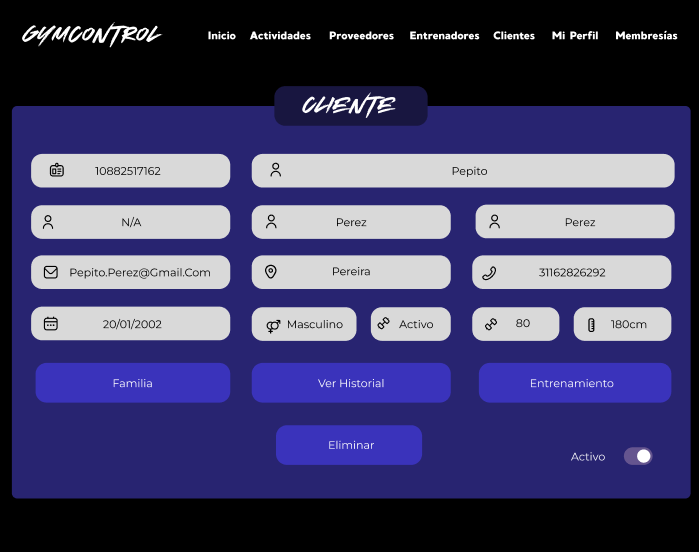 GYMCONTROL
Inicio Actividades Proveedores Entrenadores Clientes Mi Perfil Membresías
CLIENTE
10882517162 Pepito
N/A Perez Perez
Pepito.Perez@Gmail.Com Pereira 31162826292
20/01/2002 Masculino Activo 80 180cm
Familia Ver Historial Entrenamiento
Eliminar
Activo